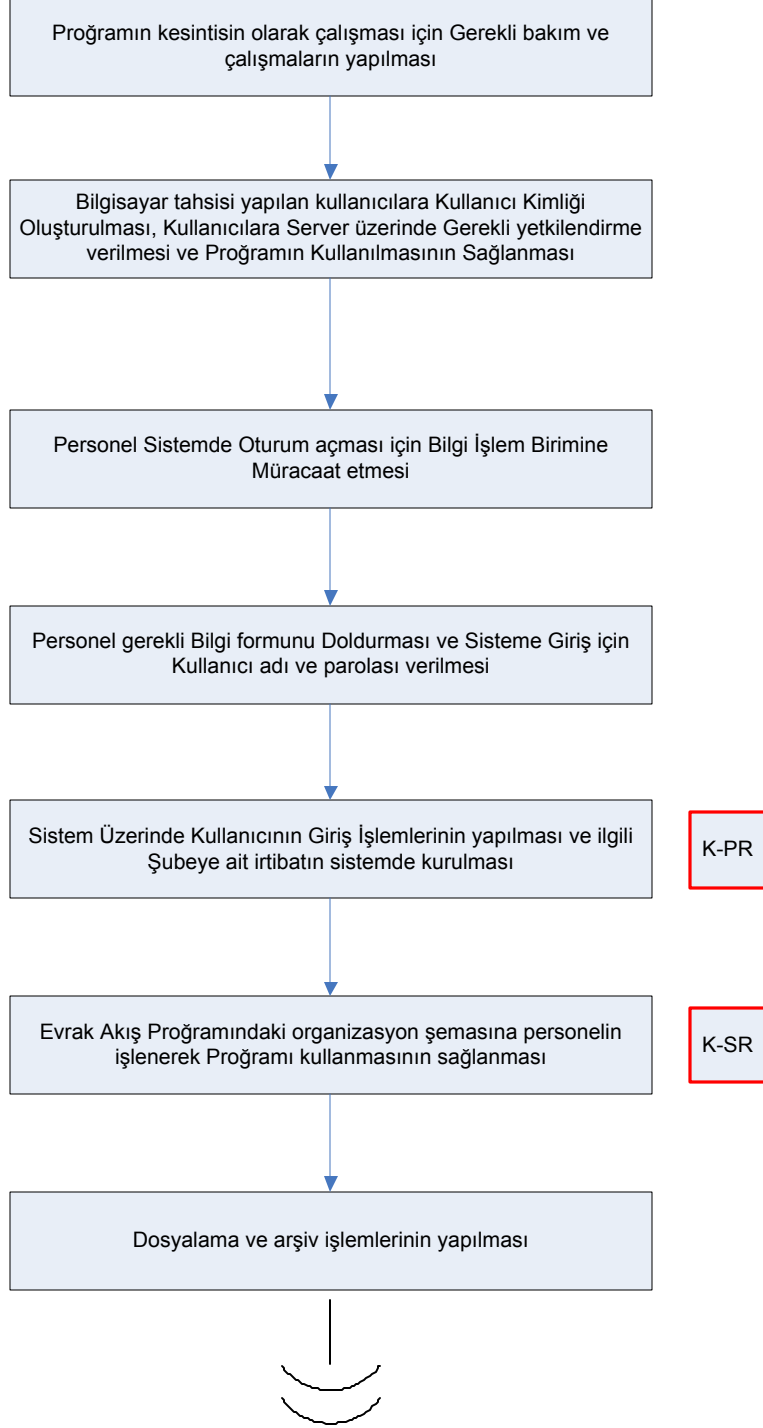 Proğramın kesintisin olarak çalışması için Gerekli bakım ve
çalışmaların yapılması
Bilgisayar tahsisi yapılan kullanıcılara Kullanıcı Kimliği
Oluşturulması, Kullanıcılara Server üzerinde Gerekli yetkilendirme
verilmesi ve Proğramın Kullanılmasının Sağlanması
Personel Sistemde Oturum açması için Bilgi İşlem Birimine
Müracaat etmesi
Personel gerekli Bilgi formunu Doldurması ve Sisteme Giriş için
Kullanıcı adı ve parolası verilmesi
Sistem Üzerinde Kullanıcının Giriş İşlemlerinin yapılması ve ilgili
Şubeye ait irtibatın sistemde kurulması
K-PR
Evrak Akış Proğramındaki organizasyon şemasına personelin
işlenerek Proğramı kullanmasının sağlanması
K-SR
Dosyalama ve arşiv işlemlerinin yapılması